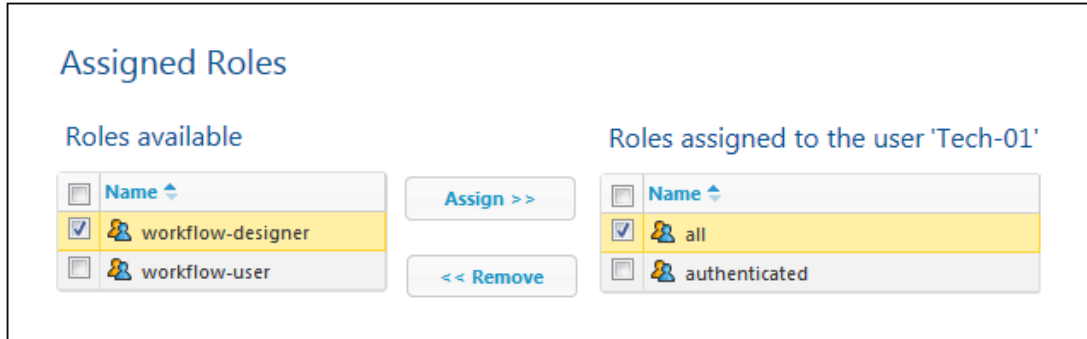 Assigned Roles
Roles available
Roles assigned to the user 'Tech-01'
Name
workflow-designer
workflow-user
Assign >>
<< Remove
Name
all
authenticated